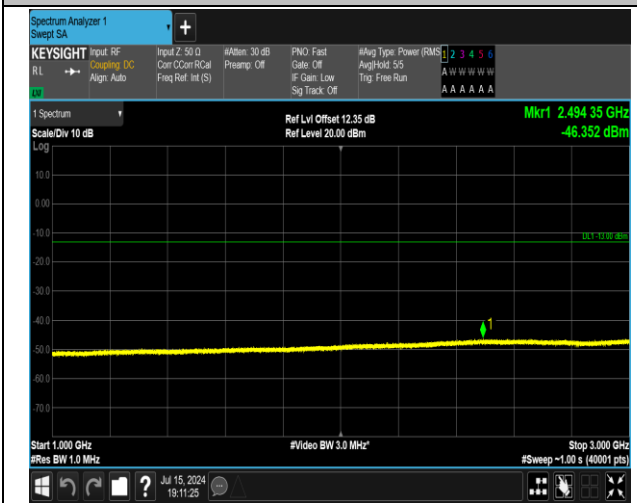 Spectrum Analyzer 1
Swept SA
+
KEYSIGHT
RL
LXI
Input: RF
Coupling: DC
Align: Auto
Input Z: 50 Ω
Corr CCorr RCal
Freq Ref: Int (S)
#Atten: 30 dB
Preamp: Off
PNO: Fast
Gate: Off
IF Gain: Low
Sig Track: Off
#Avg Type: Power (RMS
Avg|Hold: 5/5
Trig: Free Run
1 2 3 4 5 6
A W W W W W
A A A A A A
1 Spectrum
Scale/Div 10 dB
Log
Ref Lvl Offset 12.35 dB
Ref Level 20.00 dBm
Mkr1 2.494 35 GHz
-46.352 dBm
10.0
0.00
-10.0
DL1 -13.00 dBm
-20.0
-30.0
-40.0
1
-50.0
-60.0
-70.0
Start 1.000 GHz
#Video BW 3.0 MHz*
Stop 3.000 GHz
#Res BW 1.0 MHz
#Sweep ~1.00 s (40001 pts)
?
Jul 15, 2024
19:11:25